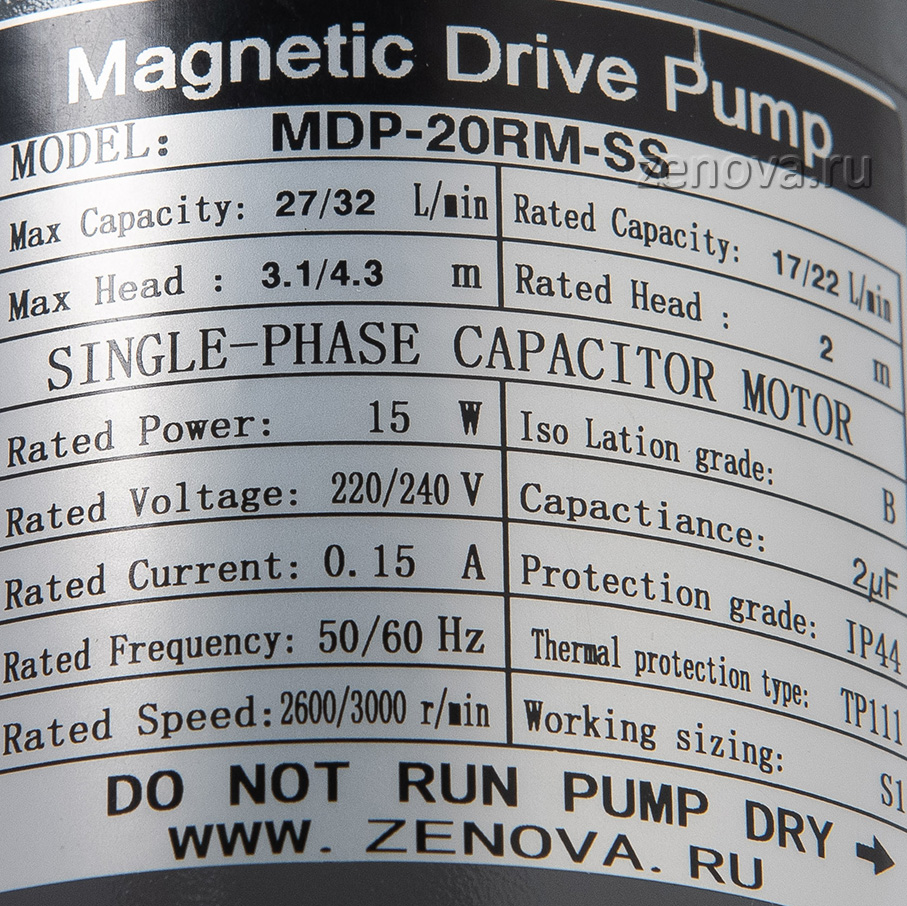 Magnetic Drive Pump
MODEL: MDP-20RM-SS
zenova.ru
Max Capacity: 27/32 L/min Rated Capacity: 17/22 L/min
Max Head : 3.1/4.3 m Rated Head : 2 m
SINGLE-PHASE CAPACITOR MOTOR
Rated Power: 15 W Iso Lation grade: B
Rated Voltage: 220/240 V Capactiance: 2μF
Rated Current: 0.15 A Protection grade: IP44
Rated Frequency: 50/60 Hz Thermal protection type: TP111
Rated Speed: 2600/3000 r/min Working sizing: S1
DO NOT RUN PUMP DRY →
WWW. ZENOVA. RU